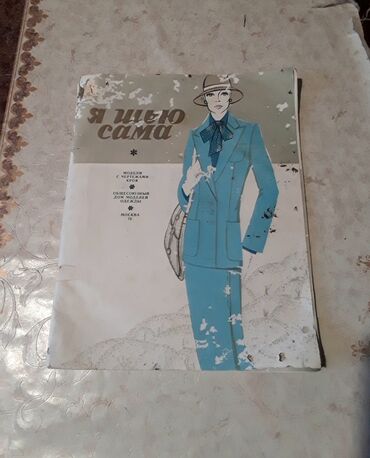 Я ШЬЮ
САМА
МОДЕЛИ
С ЧЕРТЕЖАМИ
КРОЯ
ОБЩЕСОЮЗНЫЙ
ДОМ МОДЕЛЕЙ
ОДЕЖДЫ
МОСКВА